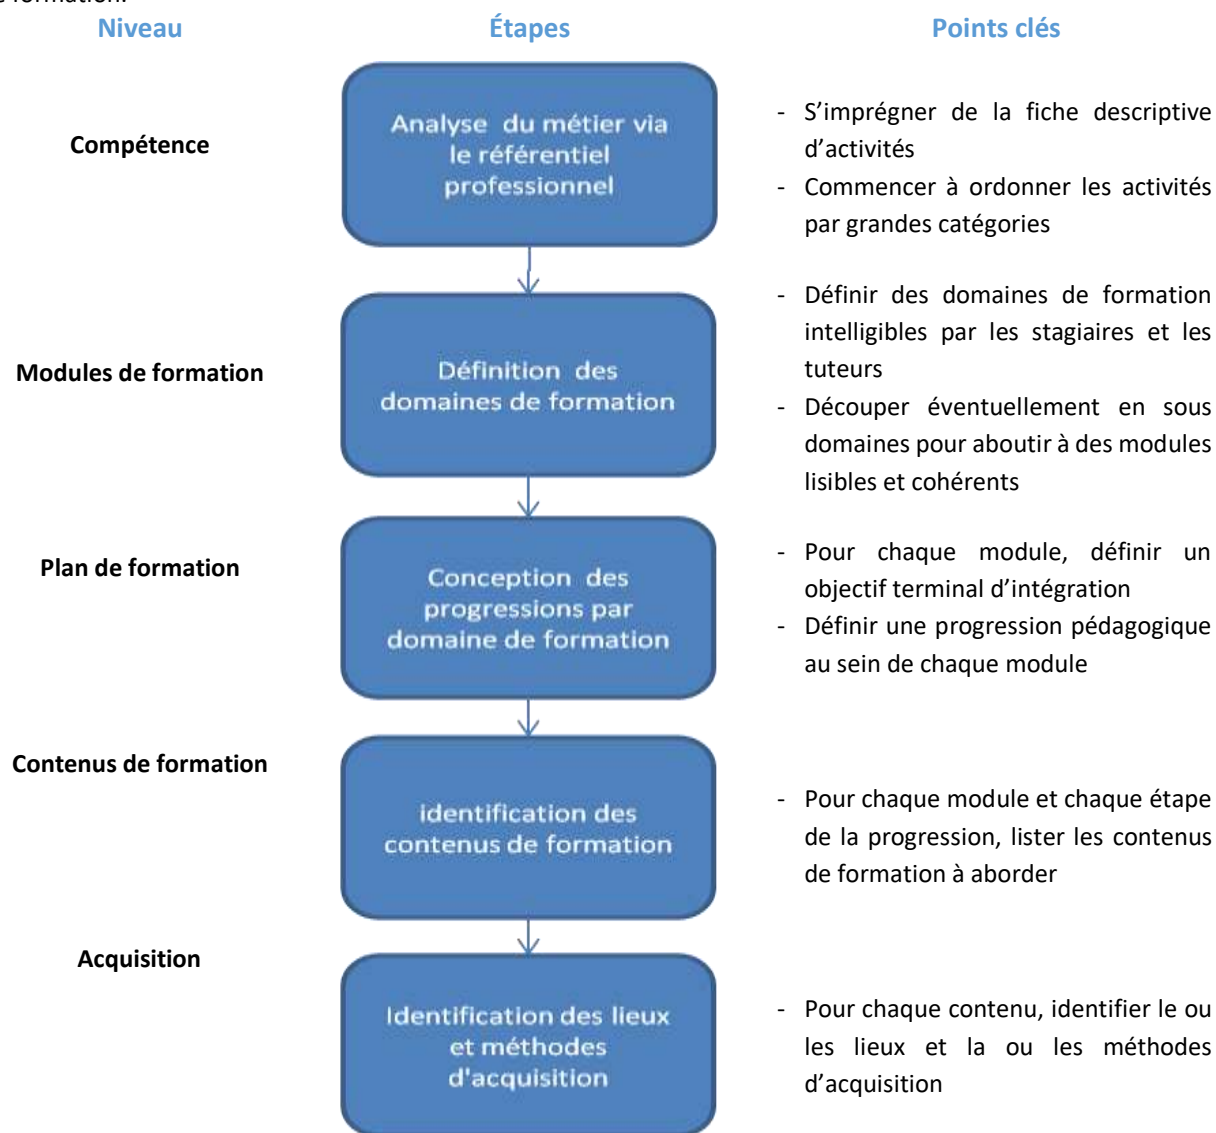 e formation.
Niveau
Étapes
Points clés
Compétence
Analyse du métier via
le référentiel
professionnel
- S’imprégner de la fiche descriptive
d’activités
- Commencer à ordonner les activités
par grandes catégories
Modules de formation
Définition des
domaines de formation
- Définir des domaines de formation
intelligibles par les stagiaires et les
tuteurs
- Découper éventuellement en sous
domaines pour aboutir à des modules
lisibles et cohérents
Plan de formation
Conception des
progressions par
domaine de formation
- Pour chaque module, définir un
objectif terminal d’intégration
- Définir une progression pédagogique
au sein de chaque module
Contenus de formation
identification des
contenus de formation
- Pour chaque module et chaque étape
de la progression, lister les contenus
de formation à aborder
Acquisition
Identification des lieux
et méthodes
d'acquisition
- Pour chaque contenu, identifier le ou
les lieux et la ou les méthodes
d’acquisition